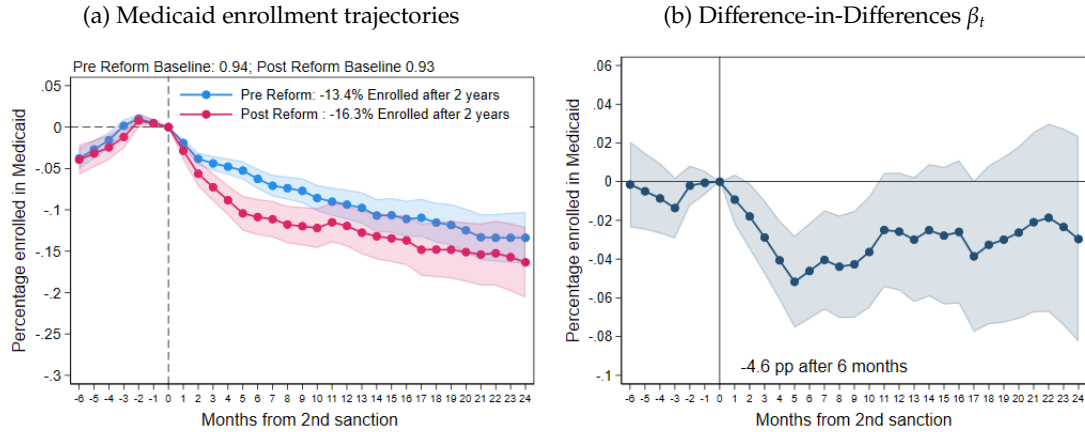 (a) Medicaid enrollment trajectories
Pre Reform Baseline: 0.94; Post Reform Baseline 0.93
Pre Reform: -13.4% Enrolled after 2 years
Post Reform : -16.3% Enrolled after 2 years
Percentage enrolled in Medicaid
.05
0
-.05
-.1
-.15
-.2
-.3
-6 -5 -4 -3 -2 -1 0 1 2 3 4 5 6 7 8 9 10 11 12 13 14 15 16 17 18 19 20 21 22 23 24
Months from 2nd sanction
(b) Difference-in-Differences βt
Percentage enrolled in Medicaid
.06
.04
.02
0
-.02
-.04
-.06
-.08
-.1
-4.6 pp after 6 months
-6 -5 -4 -3 -2 -1 0 1 2 3 4 5 6 7 8 9 10 11 12 13 14 15 16 17 18 19 20 21 22 23 24
Months from 2nd sanction